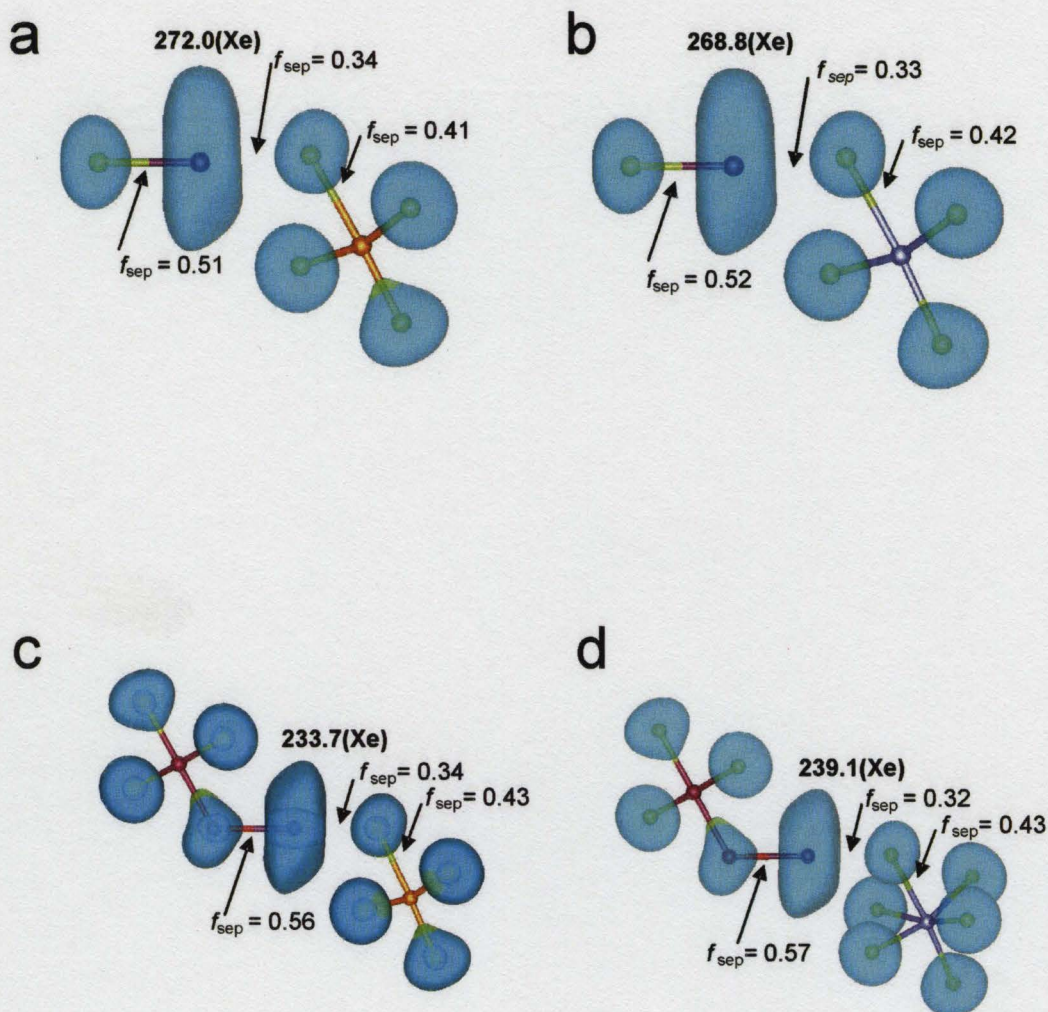 a
272.0(Xe)
fsep= 0.34
fsep = 0.41
fsep = 0.51
b
268.8(Xe)
fsep= 0.33
fsep = 0.42
fsep = 0.52
c
233.7(Xe)
fsep= 0.34
fsep= 0.43
fsep= 0.56
d
239.1(Xe)
fsep= 0.32
fsep= 0.43
fsep= 0.57